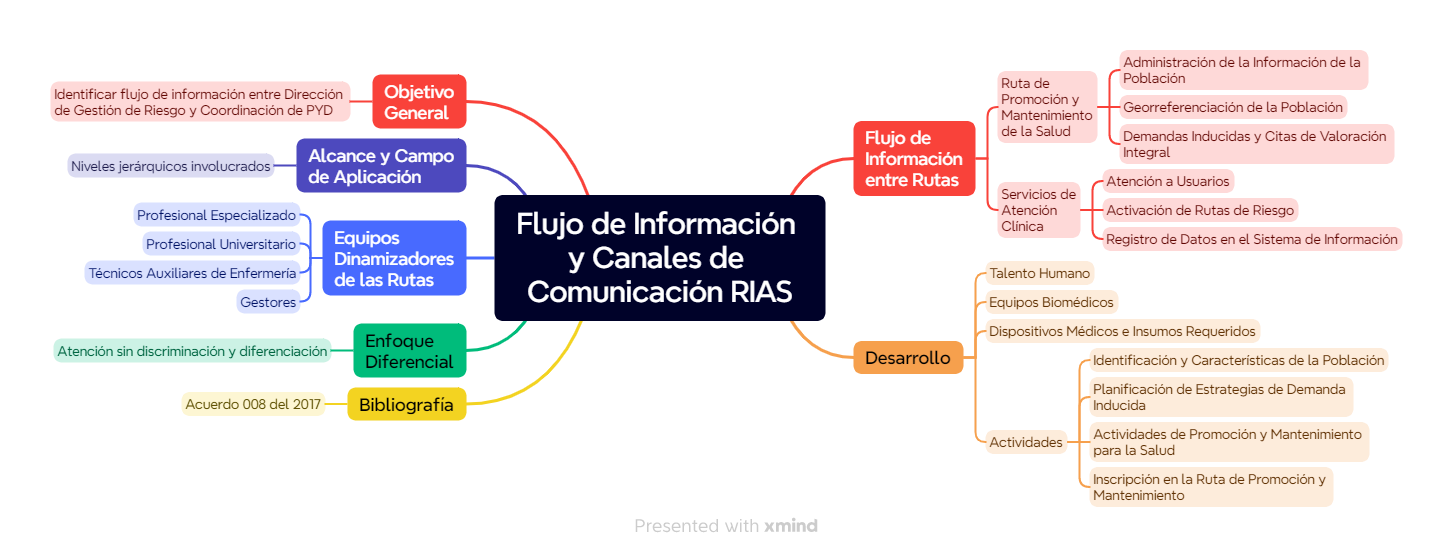 Flujo de Información
y Canales de
Comunicación RIAS
Objetivo
General
Identificar flujo de información entre Dirección
de Gestión de Riesgo y Coordinación de PYD
Alcance y Campo
de Aplicación
Niveles jerárquicos involucrados
Equipos
Dinamizadores
de las Rutas
Profesional Especializado
Profesional Universitario
Técnicos Auxiliares de Enfermería
Gestores
Enfoque
Diferencial
Atención sin discriminación y diferenciación
Bibliografía
Acuerdo 008 del 2017
Flujo de
Información
entre Rutas
Ruta de
Promoción y
Mantenimiento
de la Salud
Administración de la Información de la
Población
Georreferenciación de la Población
Demandas Inducidas y Citas de Valoración
Integral
Servicios de
Atención
Clínica
Atención a Usuarios
Activación de Rutas de Riesgo
Registro de Datos en el Sistema de Información
Desarrollo
Talento Humano
Equipos Biomédicos
Dispositivos Médicos e Insumos Requeridos
Actividades
Identificación y Características de la Población
Planificación de Estrategias de Demanda
Inducida
Actividades de Promoción y Mantenimiento
para la Salud
Inscripción en la Ruta de Promoción y
Mantenimiento
Presented with xmind